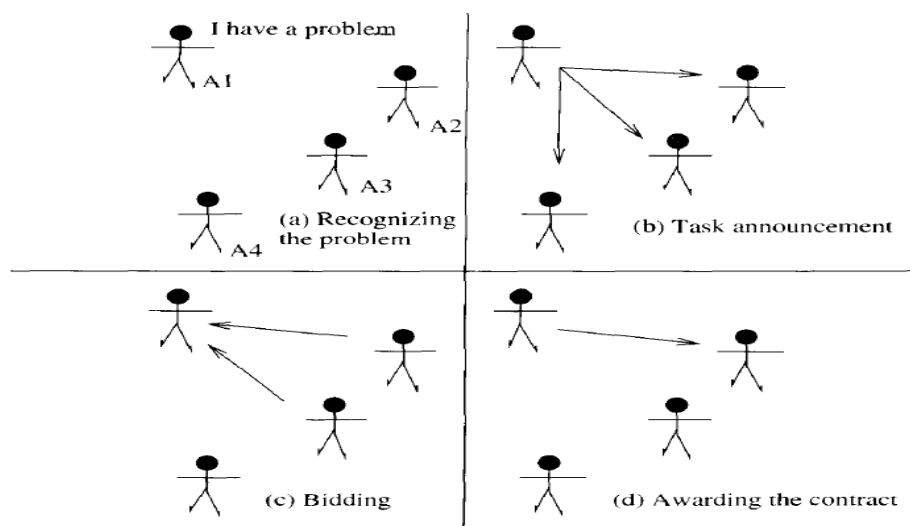 I have a problem
A1
A2
A3
A4
(a) Recognizing
the problem
(b) Task announcement
(c) Bidding
(d) Awarding the contract